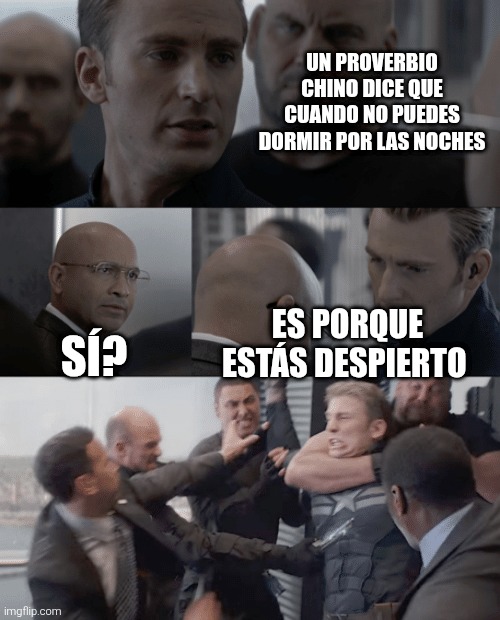 UN PROVERBIO
CHINO DICE QUE
CUANDO NO PUEDES
DORMIR POR LAS NOCHES
SÍ?
ES PORQUE
ESTÁS DESPIERTO
imgflip.com